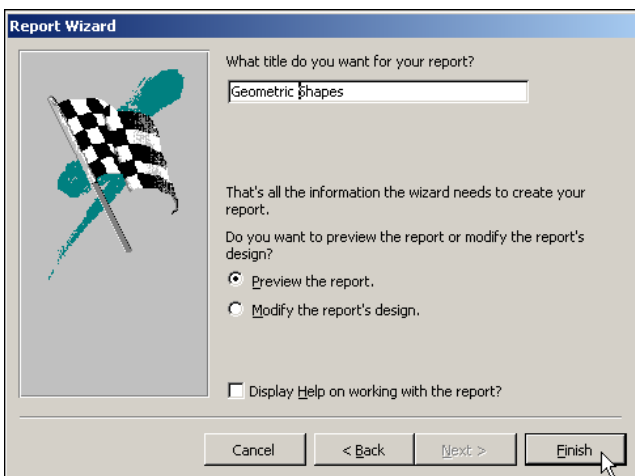 Report Wizard
What title do you want for your report?
Geometric Shapes
That's all the information the wizard needs to create your
report.
Do you want to preview the report or modify the report's
design?
Preview the report.
Modify the report's design.
Display Help on working with the report?
Cancel
< Back
Next >
Finish